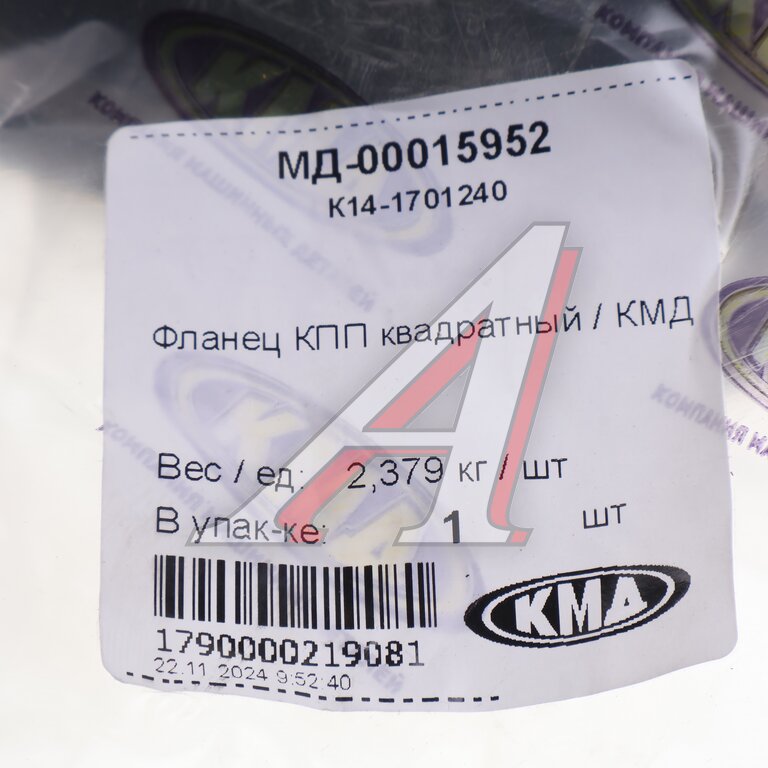 МД-00015952
К14-1701240
Фланец КПП квадратный / КМД
Вес / ед: 2,379 кг / шт
В упак-ке: 1 шт
1790000219081
22.11 2024 9:52:40
КМД